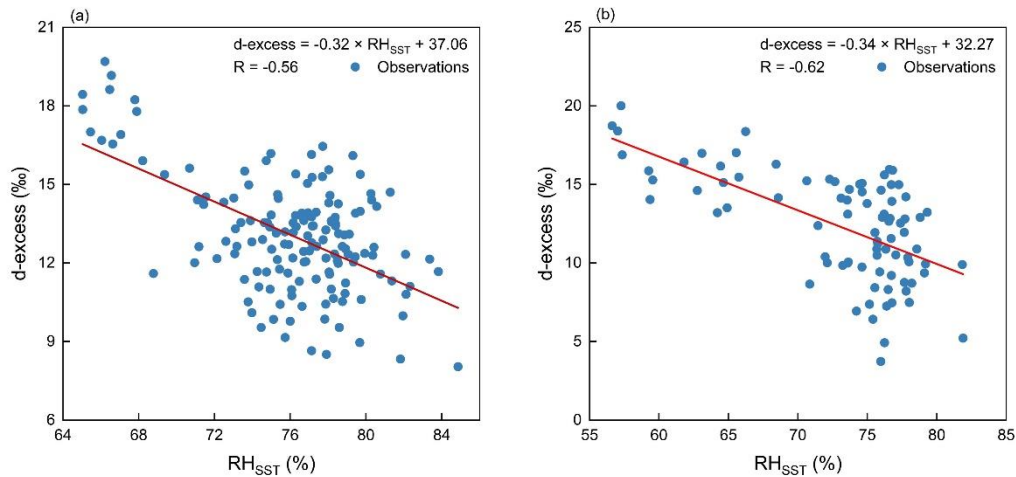 (a)
d-excess = -0.32 × RH_SST + 37.06
R = -0.56 Observations
21
18
15
12
9
6
d-excess (‰)
64 68 72 76 80 84
RH_SST (%)
(b)
d-excess = -0.34 × RH_SST + 32.27
R = -0.62 Observations
25
20
15
10
5
0
d-excess (‰)
55 60 65 70 75 80 85
RH_SST (%)